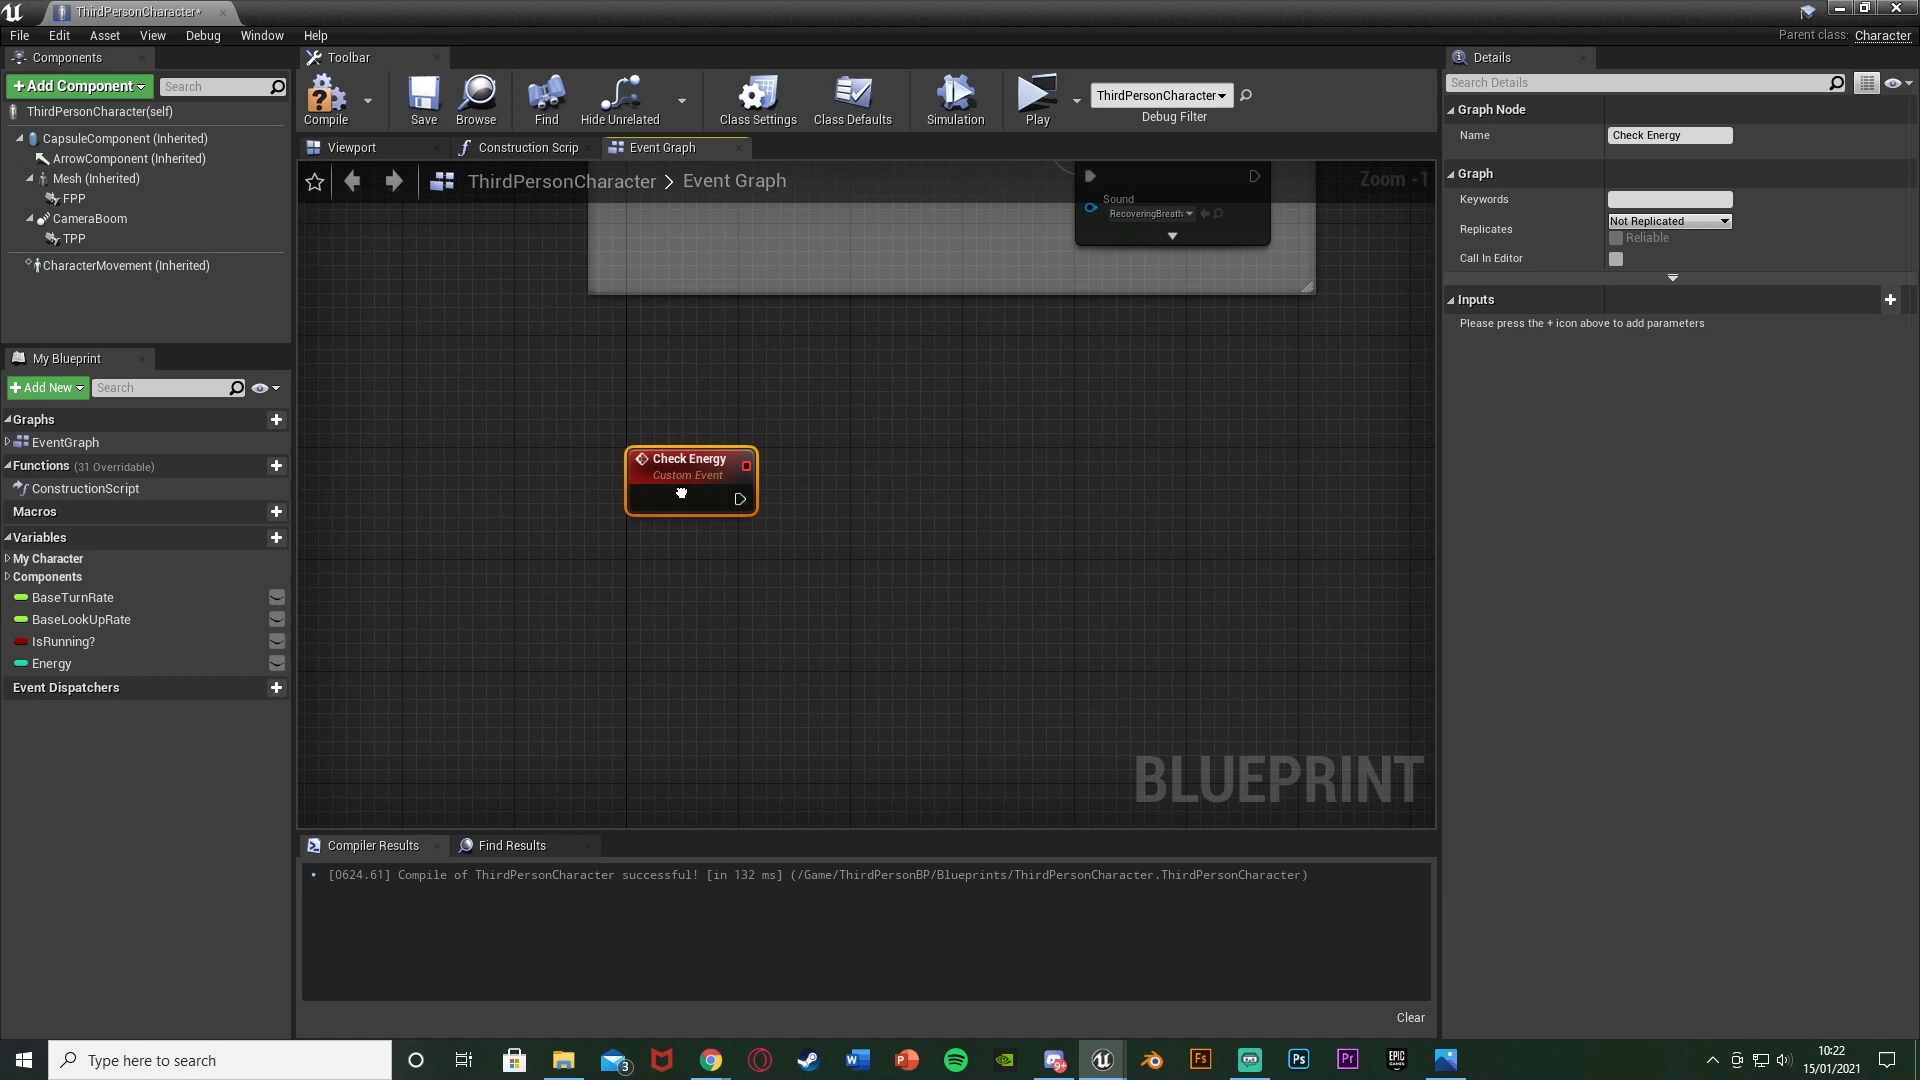 ThirdPersonCharacter*
File Edit Asset View Debug Window Help
Parent class: Character
Components
Toolbar
Details
+Add Component
Search
ThirdPersonCharacter(self)
CapsuleComponent (Inherited)
ArrowComponent (Inherited)
Mesh (Inherited)
FPP
CameraBoom
TPP
CharacterMovement (Inherited)
Compile
Save
Browse
Find
Hide Unrelated
Class Settings
Class Defaults
Simulation
Play
ThirdPersonCharacter
Debug Filter
Viewport
Construction Scrip
Event Graph
ThirdPersonCharacter > Event Graph
Zoom -1
Sound
RecoveringBreath
Check Energy
Custom Event
BLUEPRINT
My Blueprint
+Add New
Search
Graphs
EventGraph
Functions (31 Overridable)
ConstructionScript
Macros
Variables
My Character
Components
BaseTurnRate
BaseLookUpRate
IsRunning?
Energy
Event Dispatchers
Search Details
Graph Node
Name
Check Energy
Graph
Keywords
Replicates
Not Replicated
Reliable
Call In Editor
Inputs
Please press the + icon above to add parameters
Compiler Results
Find Results
• [0624.61] Compile of ThirdPersonCharacter successful! [in 132 ms] (/Game/ThirdPersonBP/Blueprints/ThirdPersonCharacter.ThirdPersonCharacter)
Clear
Type here to search
3
9+
Fs
Ps
Pr
EPIC
10:22
15/01/2021